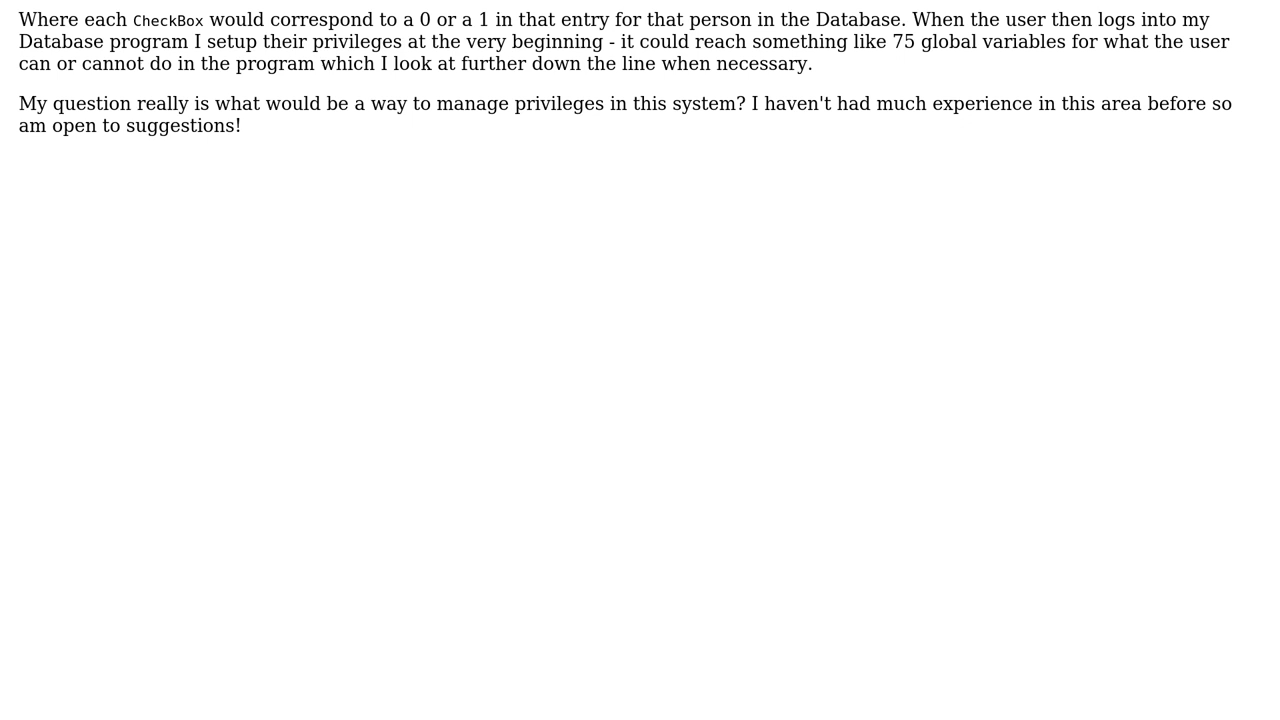 Where each CheckBox would correspond to a 0 or a 1 in that entry for that person in the Database. When the user then logs into my
Database program I setup their privileges at the very beginning - it could reach something like 75 global variables for what the user
can or cannot do in the program which I look at further down the line when necessary.
My question really is what would be a way to manage privileges in this system? I haven't had much experience in this area before so
am open to suggestions!